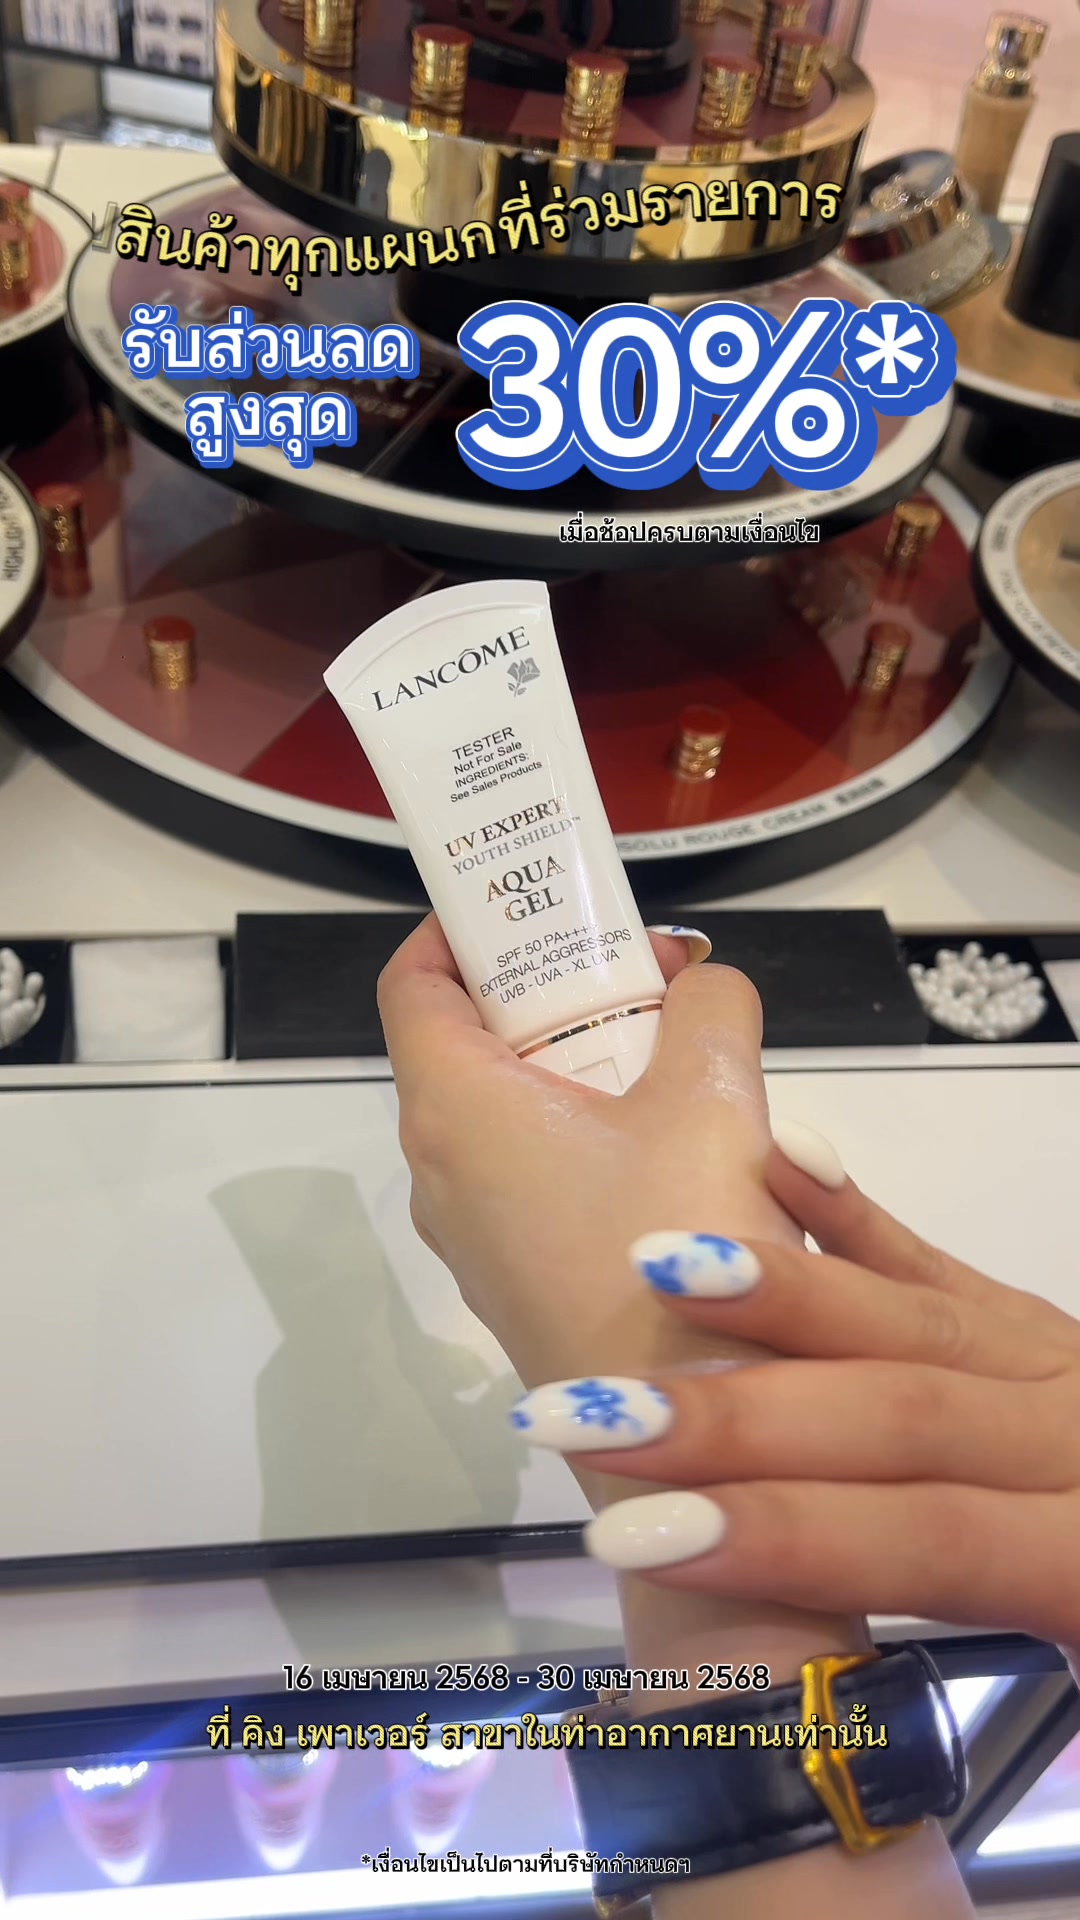 สินค้าทุกแผนกที่ร่วมรายการ
รับส่วนลด
สูงสุด
30%*
เมื่อช้อปครบตามเงื่อนไข
HIGHLIGHT
LANCÔME
TESTER
Not For Sale
INGREDIENTS:
See Sales Products
UV EXPERT
YOUTH SHIELD™
AQUA
GEL
SPF 50 PA++++
EXTERNAL AGGRESSORS
UVB - UVA - XL UVA
ROUGE CREAM
16 เมษายน 2568 - 30 เมษายน 2568
ที่ คิง เพาเวอร์ สาขาในท่าอากาศยานเท่านั้น
*เงื่อนไขเป็นไปตามที่บริษัทกำหนดฯ